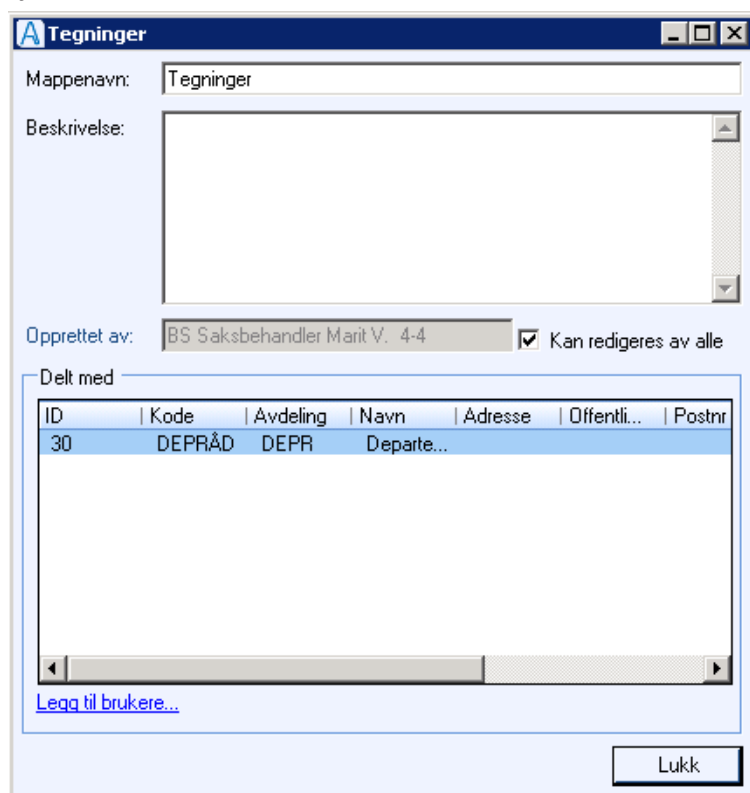 Tegninger
Mappenavn: Tegninger
Beskrivelse:
Opprettet av: BS Saksbehandler Marit V. 4-4 Kan redigeres av alle
Delt med
ID Kode Avdeling Navn Adresse Offentli... Postnr
30 DEPRÅD DEPR Departe...
Legg til brukere...
Lukk